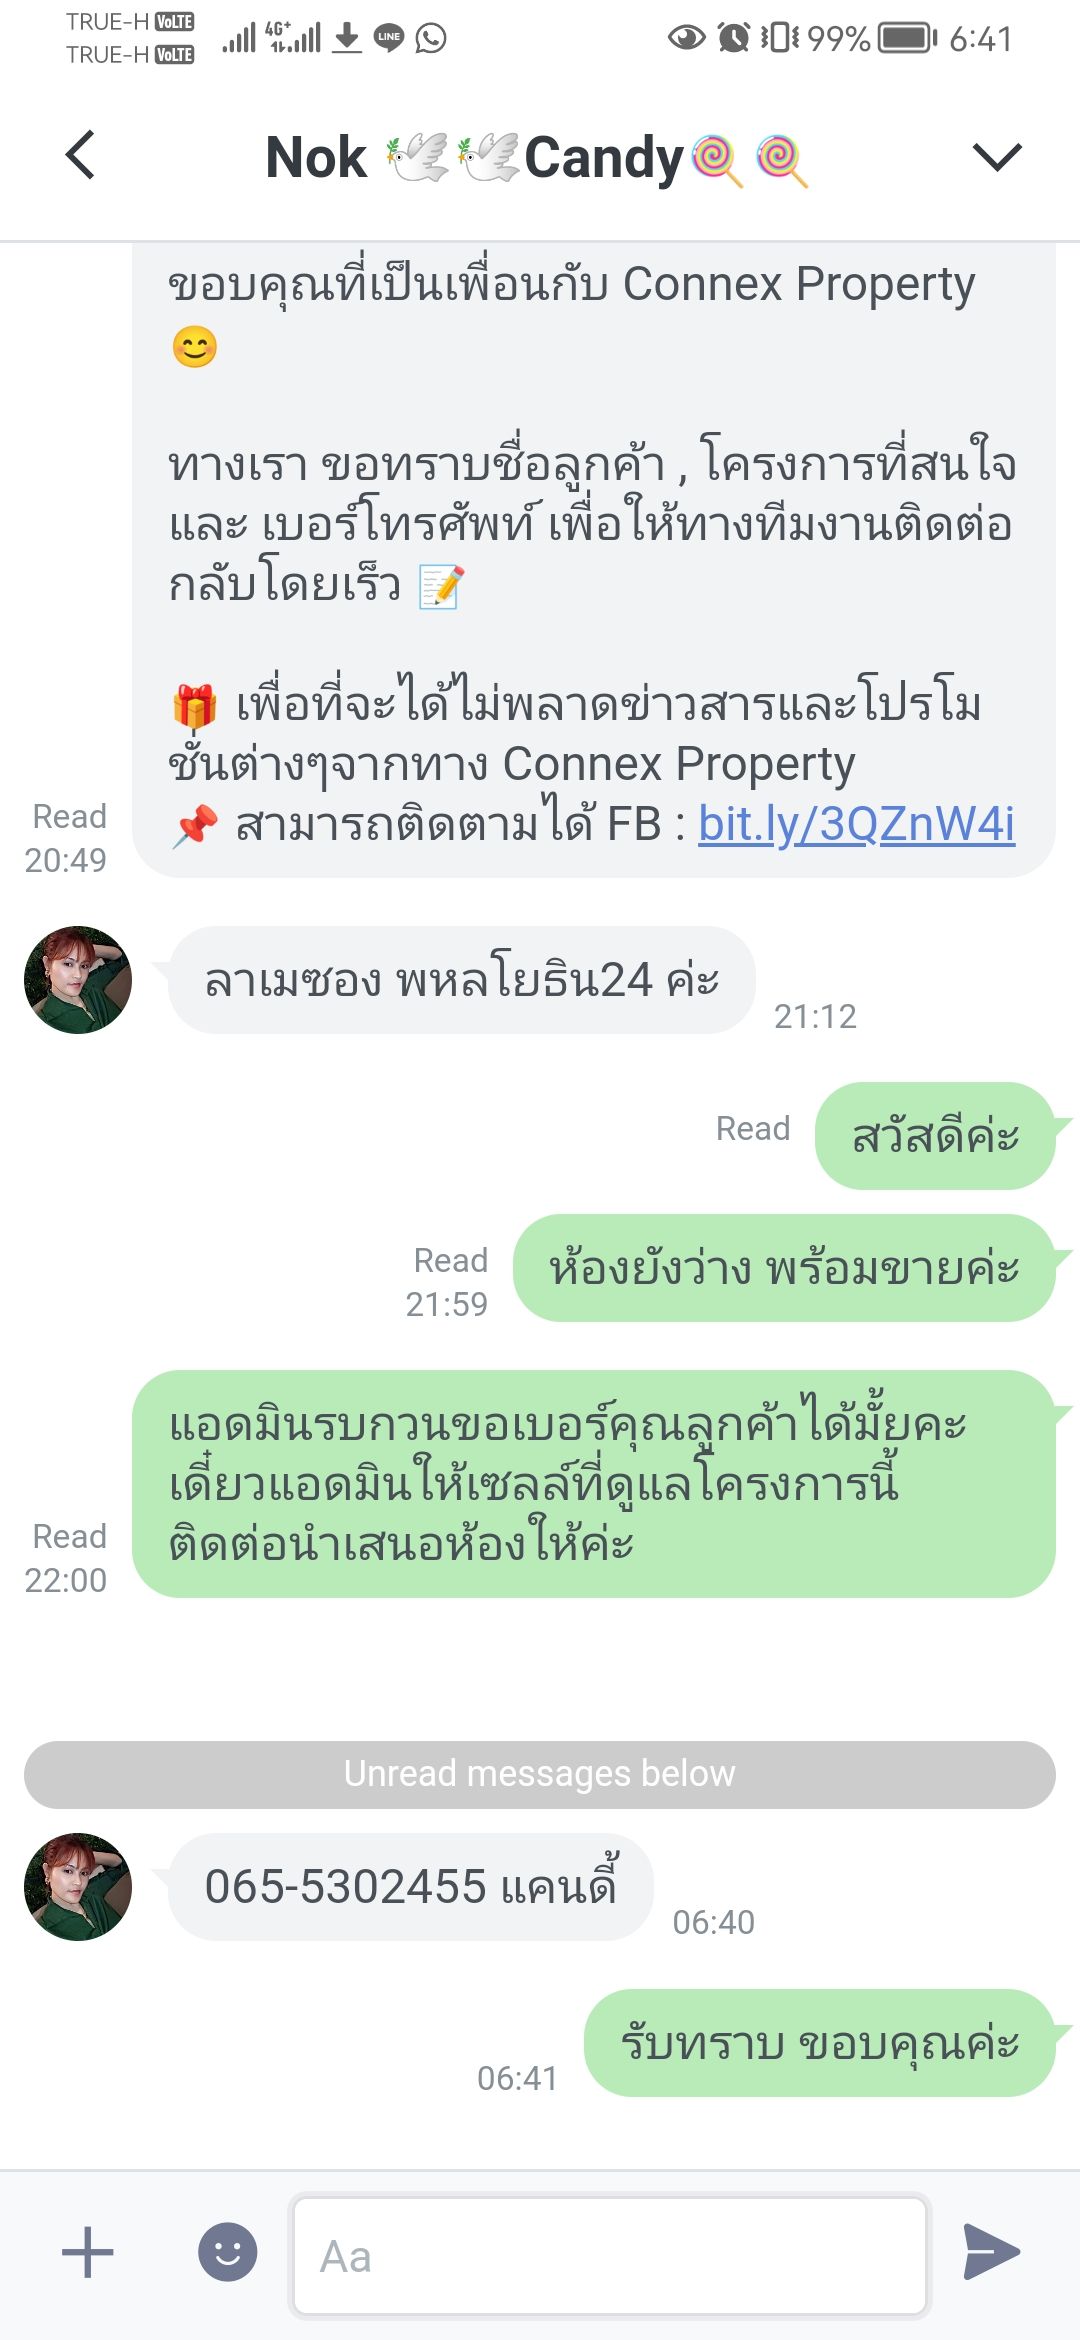 TRUE-H VoLTE
TRUE-H VoLTE
4G+
LINE
99%
6:41
Nok 🕊️🕊️Candy🍭🍭
ขอบคุณที่เป็นเพื่อนกับ Connex Property
😊
ทางเรา ขอทราบชื่อลูกค้า , โครงการที่สนใจ
และ เบอร์โทรศัพท์ เพื่อให้ทางทีมงานติดต่อ
กลับโดยเร็ว 📝
🎁 เพื่อที่จะได้ไม่พลาดข่าวสารและโปรโม
ชั่นต่างๆจากทาง Connex Property
📌 สามารถติดตามได้ FB : bit.ly/3QZnW4i
Read
20:49
ลาเมซอง พหลโยธิน24 ค่ะ
21:12
Read
สวัสดีค่ะ
Read
21:59
ห้องยังว่าง พร้อมขายค่ะ
แอดมินรบกวนขอเบอร์คุณลูกค้าได้มั้ยคะ
เดี๋ยวแอดมินให้เซลล์ที่ดูแลโครงการนี้
ติดต่อนำเสนอห้องให้ค่ะ
Read
22:00
Unread messages below
065-5302455 แคนดี้
06:40
รับทราบ ขอบคุณค่ะ
06:41
Aa